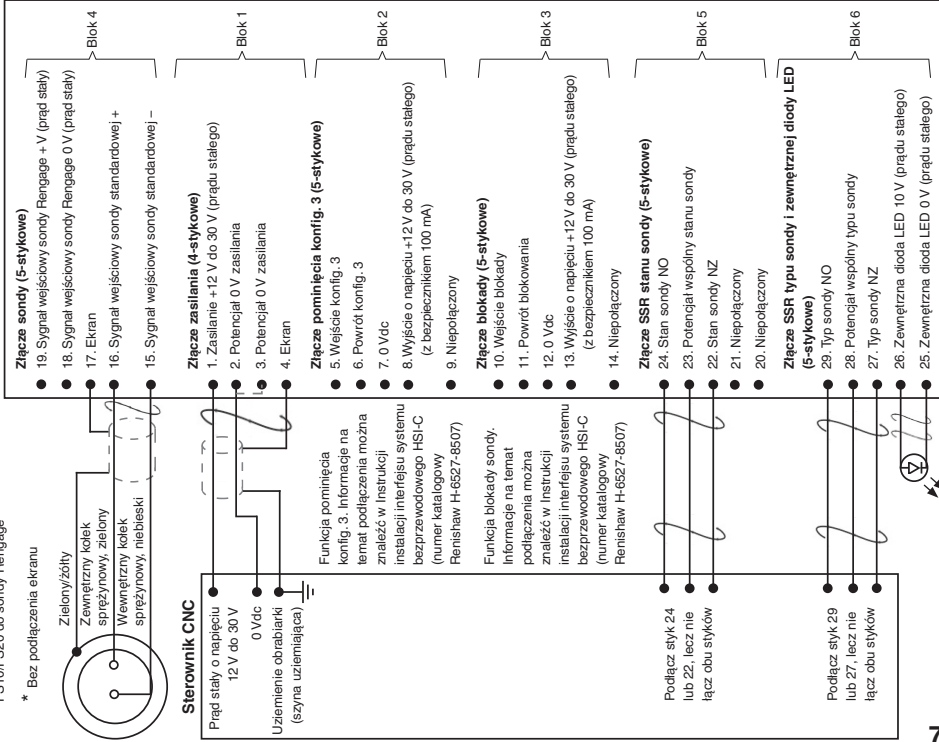 PS10/PS20 do sondy Rengage
* Bez podłączenia ekranu
Zielony/żółty
Zewnętrzny kołek
sprężynowy, zielony
Wewnętrzny kołek
sprężynowy, niebieski
Złącze sondy (5-stykowe)
19. Sygnał wejściowy sondy Rengage + V (prąd stały)
18. Sygnał wejściowy sondy Rengage 0 V (prąd stały)
17. Ekran
16. Sygnał wejściowy sondy standardowej +
15. Sygnał wejściowy sondy standardowej –
Blok 4
Sterownik CNC
Prąd stały o napięciu
12 V do 30 V
0 Vdc
Uziemienie obrabiarki
(szyna uziemiająca)
Złącze zasilania (4-stykowe)
1. Zasilanie +12 V do 30 V (prądu stałego)
2. Potencjał 0 V zasilania
3. Potencjał 0 V zasilania
4. Ekran
Blok 1
Funkcja pominięcia
konfig. 3. Informacje na
temat podłączenia można
znaleźć w Instrukcji
instalacji interfejsu systemu
bezprzewodowego HSI-C
(numer katalogowy
Renishaw H-6527-8507)
Złącze pominięcia konfig. 3 (5-stykowe)
5. Wejście konfig. 3
6. Powrót konfig. 3
7. 0 Vdc
8. Wyjście o napięciu +12 V do 30 V (prądu stałego)
(z bezpiecznikiem 100 mA)
9. Niepołączony
Blok 2
Funkcja blokady sondy.
Informacje na temat
podłączenia można
znaleźć w Instrukcji
instalacji interfejsu systemu
bezprzewodowego HSI-C
(numer katalogowy
Renishaw H-6527-8507)
Złącze blokady (5-stykowe)
10. Wejście blokady
11. Powrót blokowania
12. 0 Vdc
13. Wyjście o napięciu +12 V do 30 V (prądu stałego)
(z bezpiecznikiem 100 mA)
14. Niepołączony
Blok 3
Podłącz styk 24
lub 22, lecz nie
łącz obu styków
Złącze SSR stanu sondy (5-stykowe)
24. Stan sondy NO
23. Potencjał wspólny stanu sondy
22. Stan sondy NZ
21. Niepołączony
20. Niepołączony
Blok 5
Podłącz styk 29
lub 27, lecz nie
łącz obu styków
Złącze SSR typu sondy i zewnętrznej diody LED
(5-stykowe)
29. Typ sondy NO
28. Potencjał wspólny typu sondy
27. Typ sondy NZ
26. Zewnętrzna dioda LED 10 V (prądu stałego)
25. Zewnętrzna dioda LED 0 V (prądu stałego)
Blok 6
7